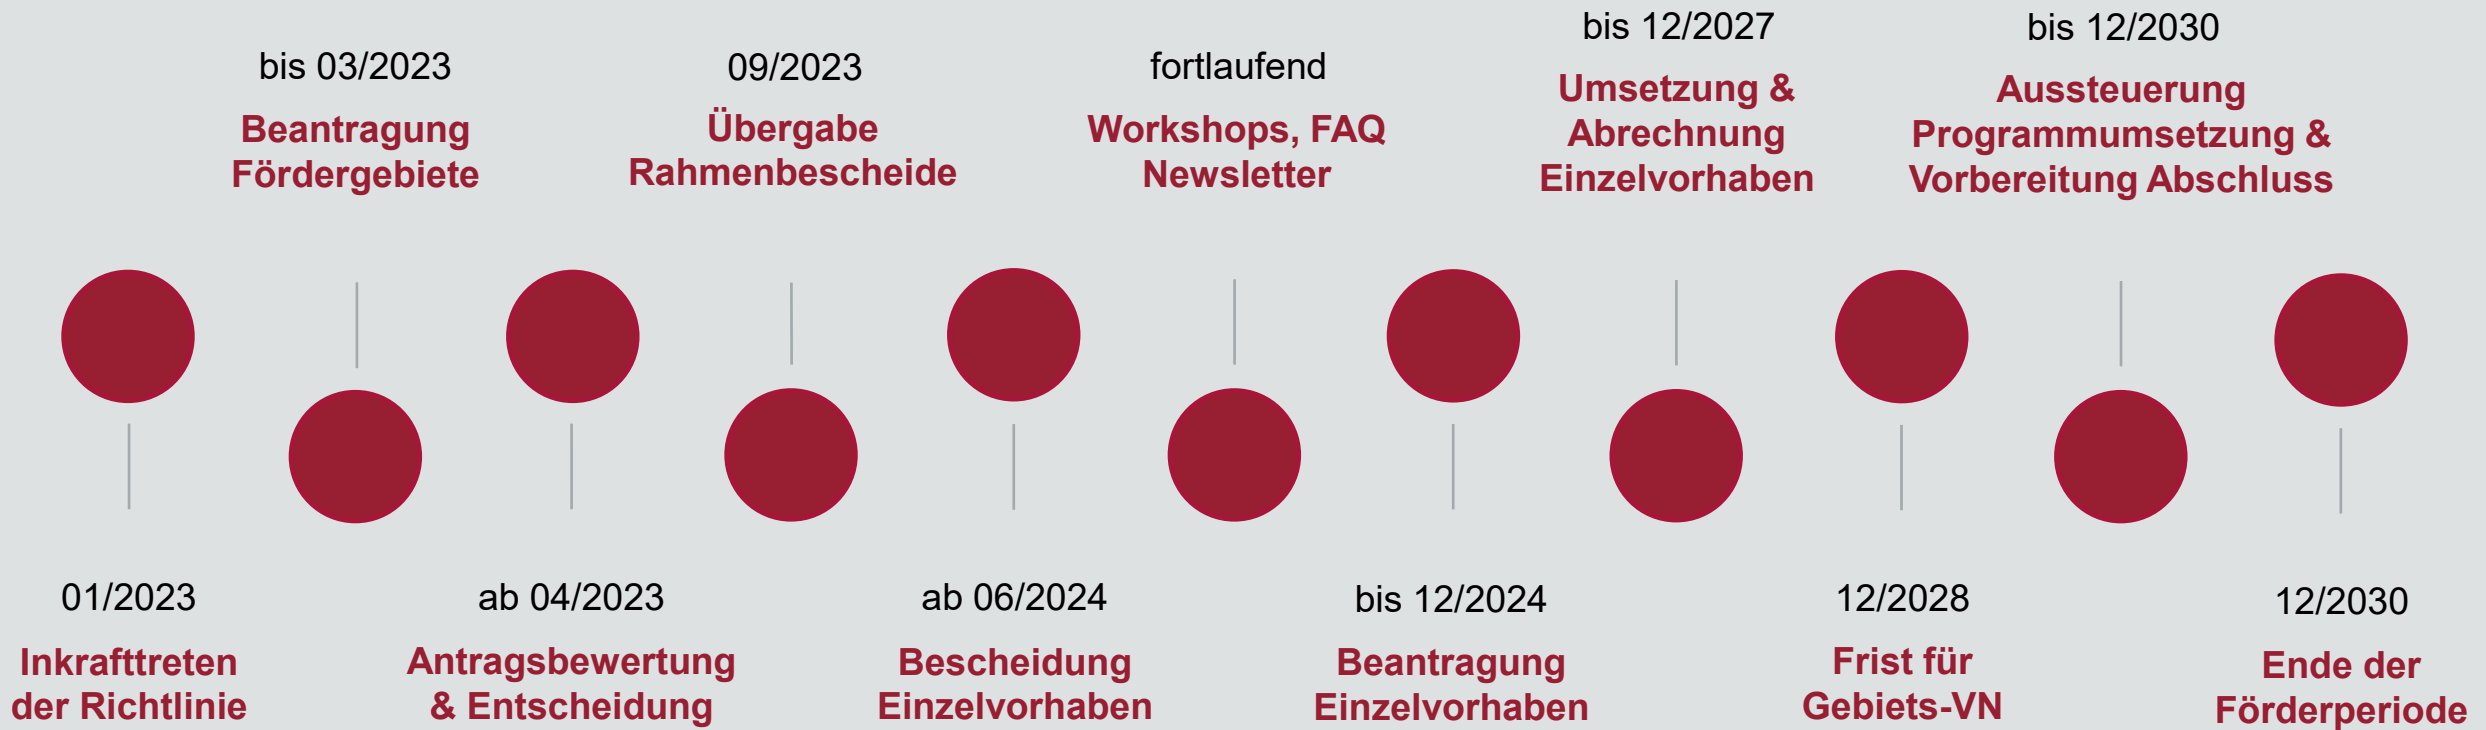 01/2023
Inkrafttreten
der Richtlinie
bis 03/2023
Beantragung
Fördergebiete
ab 04/2023
Antragsbewertung
& Entscheidung
09/2023
Übergabe
Rahmenbescheide
ab 06/2024
Bescheidung
Einzelvorhaben
fortlaufend
Workshops, FAQ
Newsletter
bis 12/2024
Beantragung
Einzelvorhaben
bis 12/2027
Umsetzung &
Abrechnung
Einzelvorhaben
12/2028
Frist für
Gebiets-VN
bis 12/2030
Aussteuerung
Programmumsetzung &
Vorbereitung Abschluss
12/2030
Ende der
Förderperiode